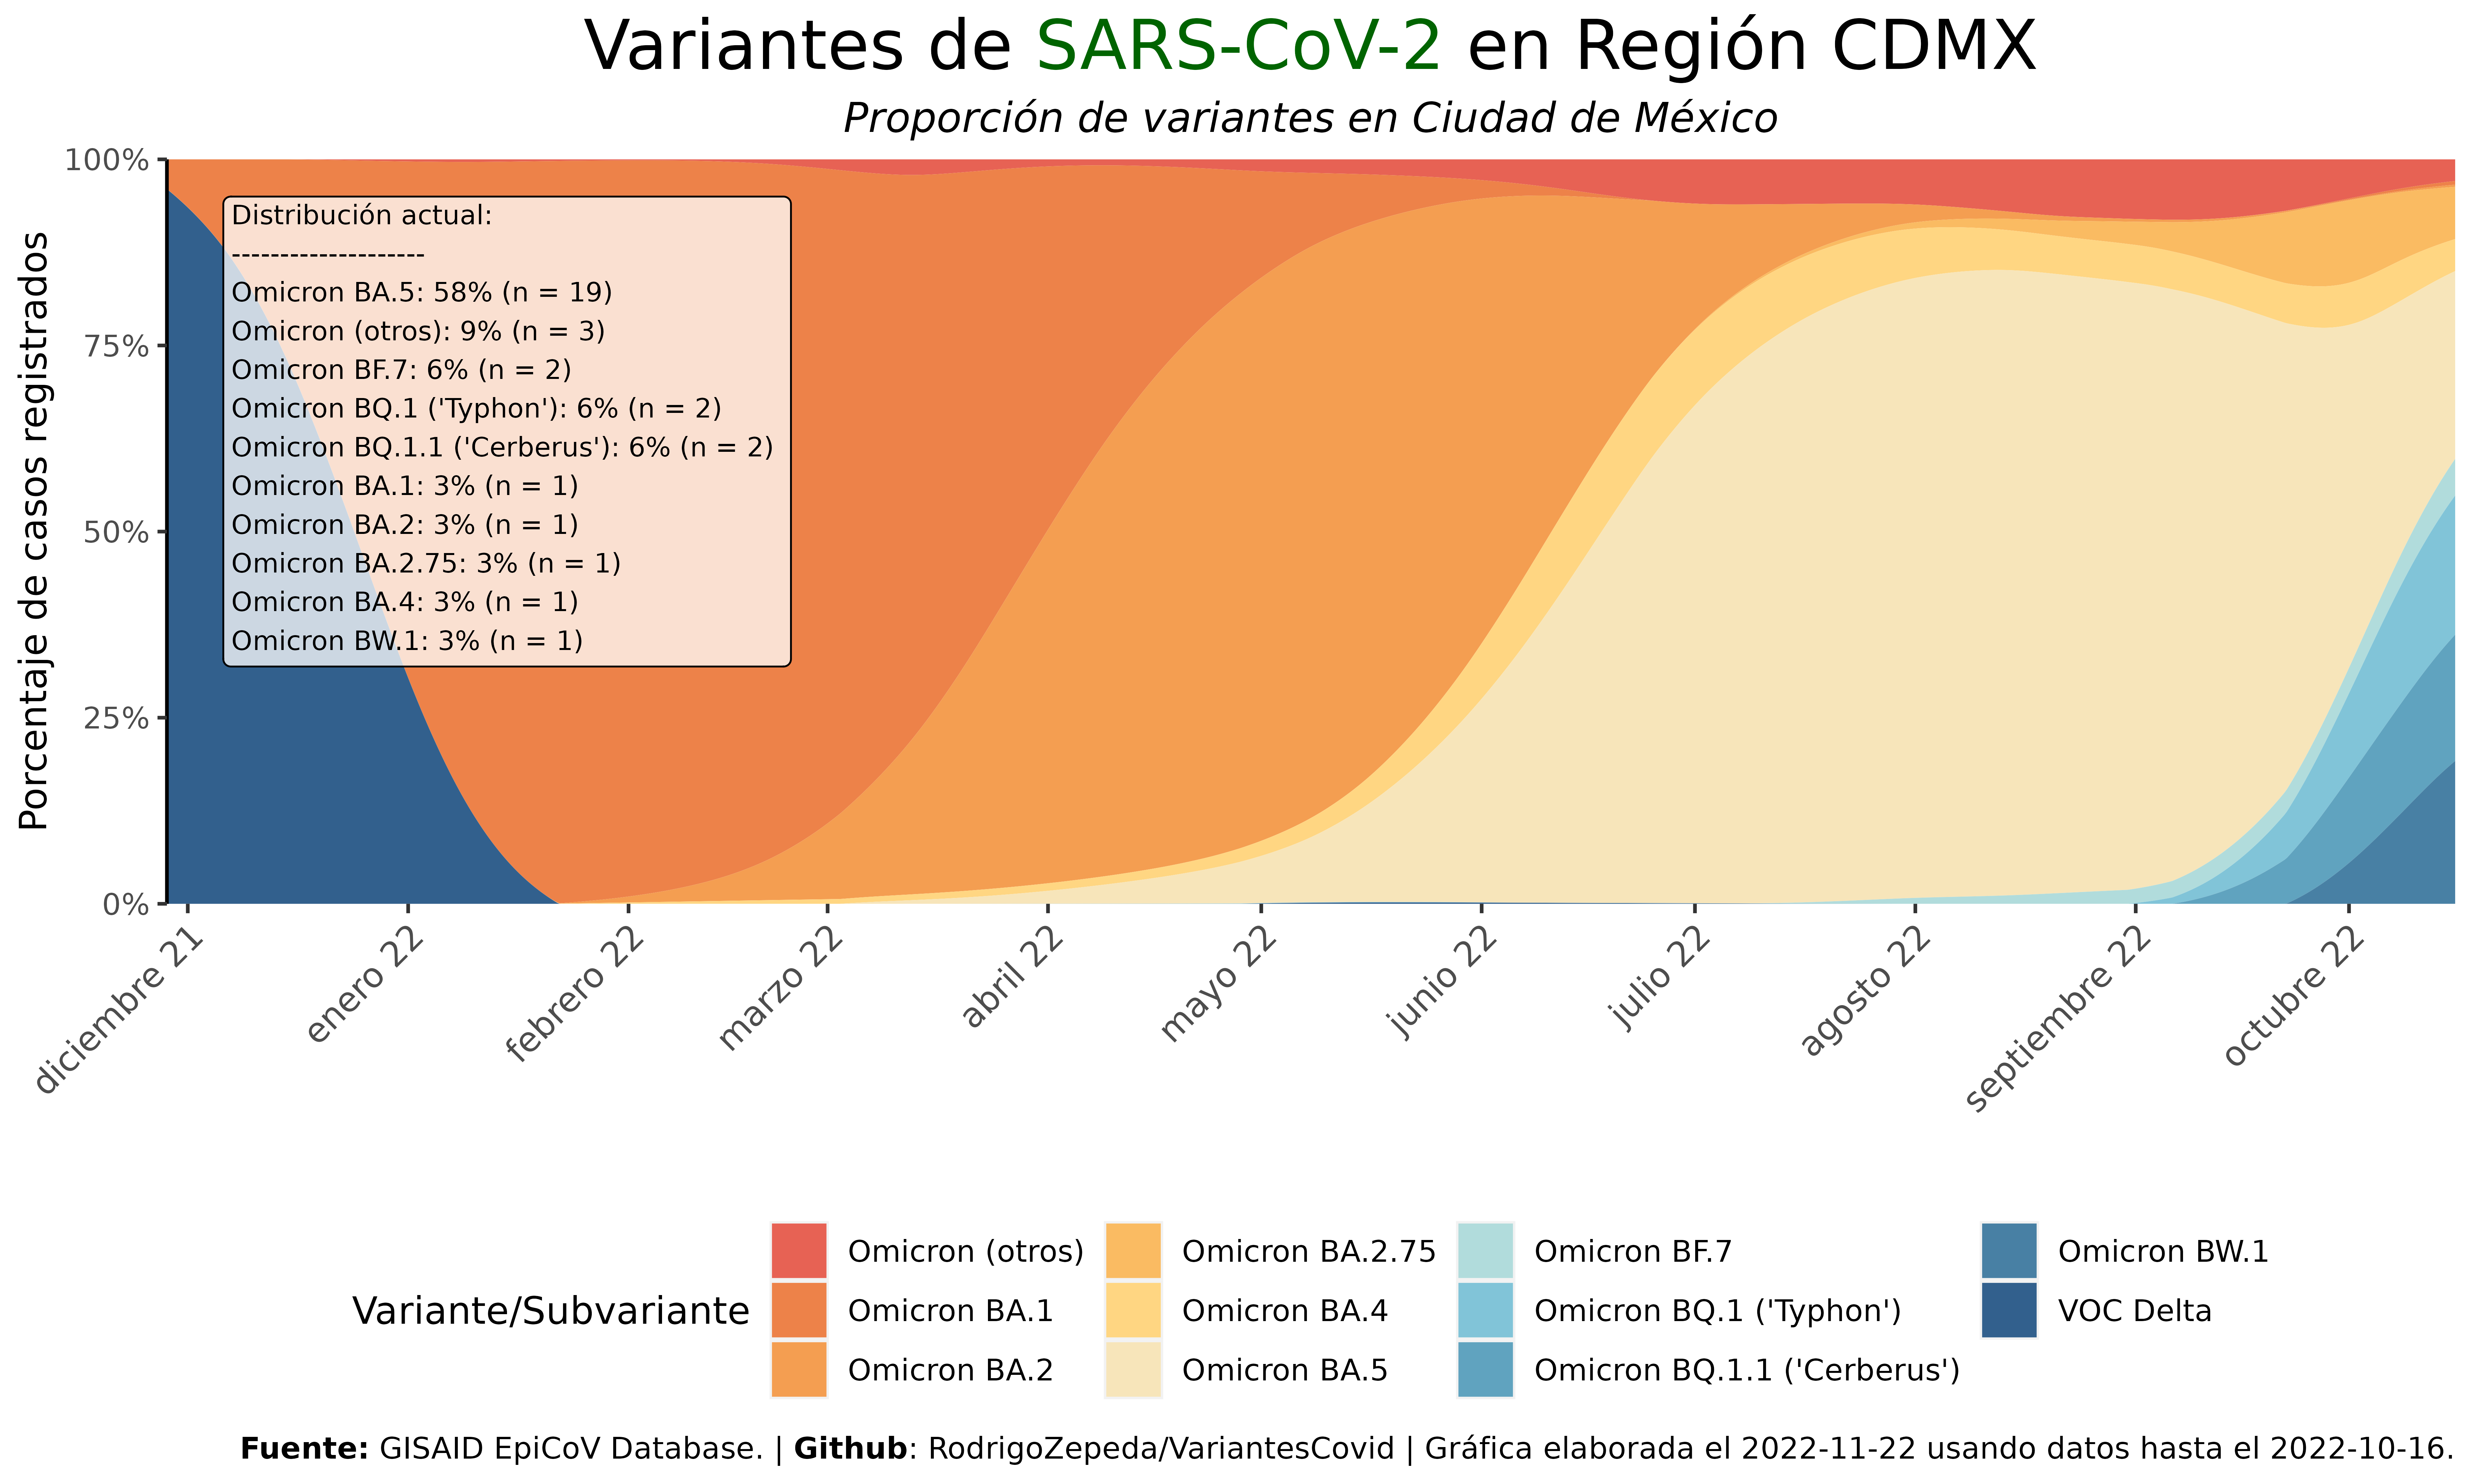 Variantes de SARS-CoV-2 en Región CDMX
Proporción de variantes en Ciudad de México
Porcentaje de casos registrados
100%
75%
50%
25%
0%
Distribución actual:
--------------------
Omicron BA.5: 58% (n = 19)
Omicron (otros): 9% (n = 3)
Omicron BF.7: 6% (n = 2)
Omicron BQ.1 ('Typhon'): 6% (n = 2)
Omicron BQ.1.1 ('Cerberus'): 6% (n = 2)
Omicron BA.1: 3% (n = 1)
Omicron BA.2: 3% (n = 1)
Omicron BA.2.75: 3% (n = 1)
Omicron BA.4: 3% (n = 1)
Omicron BW.1: 3% (n = 1)
diciembre 21
enero 22
febrero 22
marzo 22
abril 22
mayo 22
junio 22
julio 22
agosto 22
septiembre 22
octubre 22
Variante/Subvariante
Omicron (otros)
Omicron BA.1
Omicron BA.2
Omicron BA.2.75
Omicron BA.4
Omicron BA.5
Omicron BF.7
Omicron BQ.1 ('Typhon')
Omicron BQ.1.1 ('Cerberus')
Omicron BW.1
VOC Delta
Fuente: GISAID EpiCoV Database. | Github: RodrigoZepeda/VariantesCovid | Gráfica elaborada el 2022-11-22 usando datos hasta el 2022-10-16.